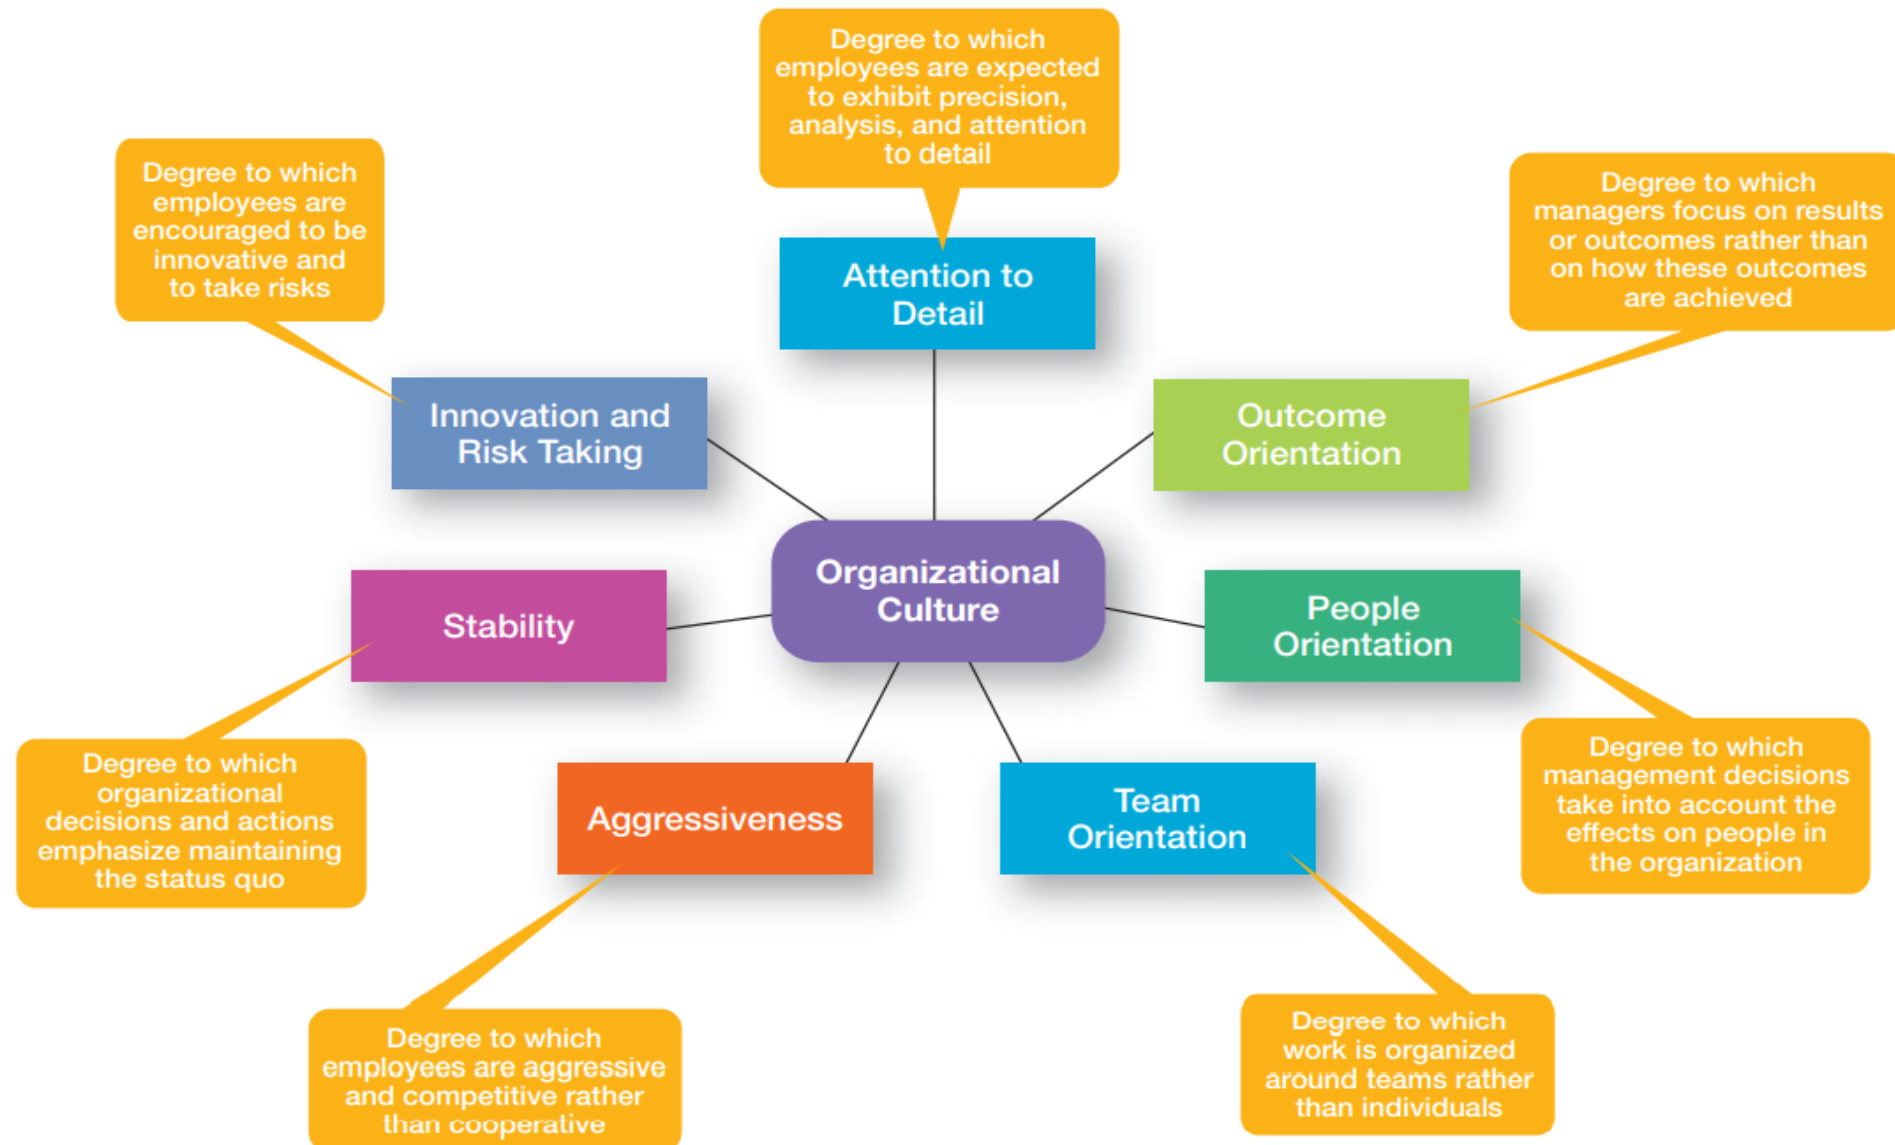 Degree to which
employees are expected
to exhibit precision,
analysis, and attention
to detail
Degree to which
employees are
encouraged to be
innovative and
to take risks
Degree to which
managers focus on results
or outcomes rather than
on how these outcomes
are achieved
Attention to
Detail
Innovation and
Risk Taking
Outcome
Orientation
Organizational
Culture
Stability
People
Orientation
Degree to which
organizational
decisions and actions
emphasize maintaining
the status quo
Aggressiveness
Team
Orientation
Degree to which
management decisions
take into account the
effects on people in
the organization
Degree to which
employees are aggressive
and competitive rather
than cooperative
Degree to which
work is organized
around teams rather
than individuals